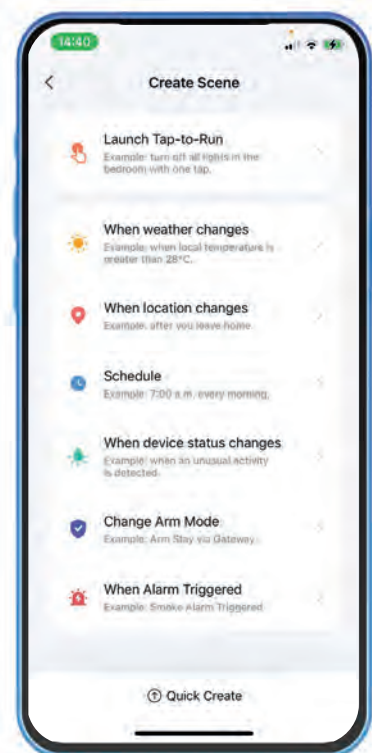 14:40
Create Scene
Launch Tap-to-Run
Example: turn off all lights in the
bedroom with one tap.
When weather changes
Example: when local temperature is
greater than 28°C.
When location changes
Example: after you leave home.
Schedule
Example: 7:00 a.m. every morning.
When device status changes
Example: when an unusual activity
is detected.
Change Arm Mode
Example: Arm Stay via Gateway.
When Alarm Triggered
Example: Smoke Alarm Triggered
Quick Create